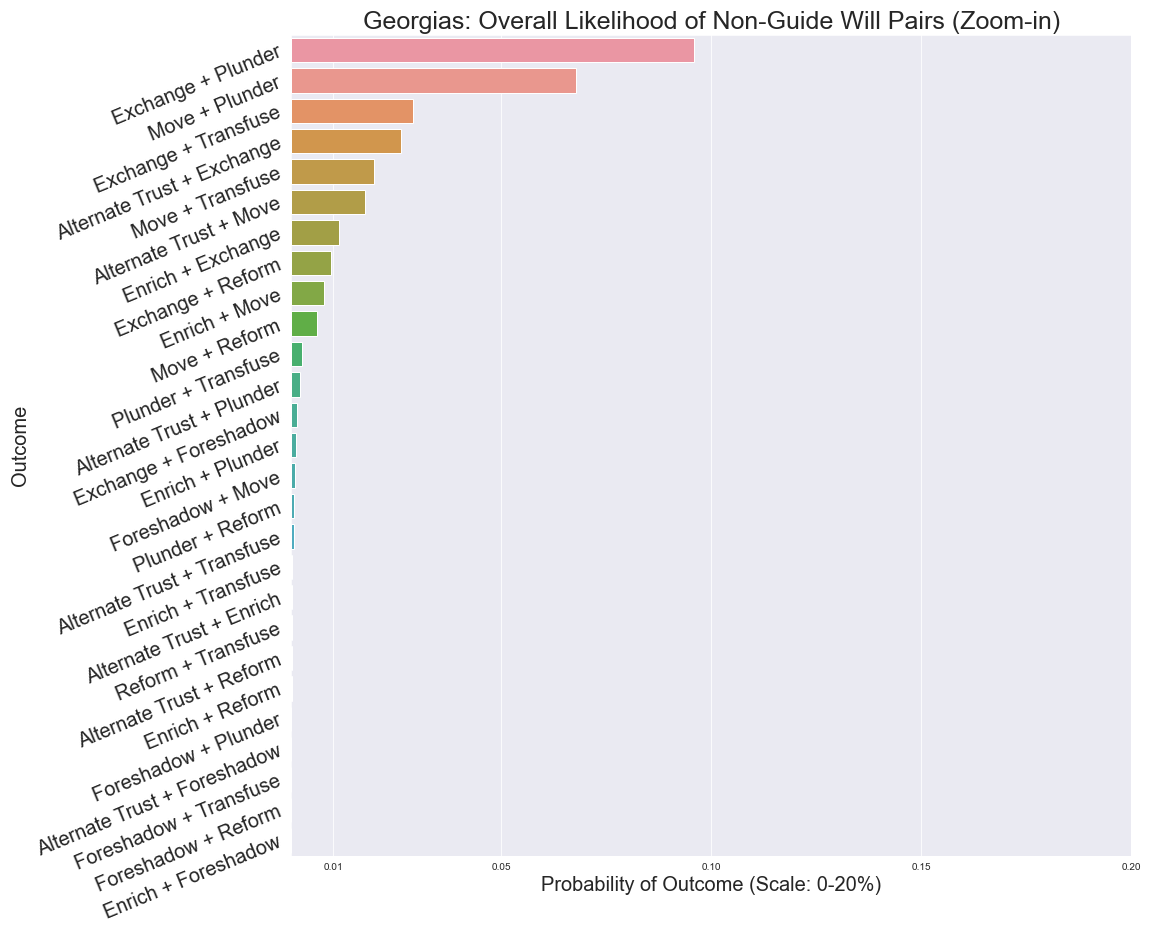 Georgias: Overall Likelihood of Non-Guide Will Pairs (Zoom-in)
Exchange + Plunder
Move + Plunder
Exchange + Transfuse
Alternate Trust + Exchange
Move + Transfuse
Alternate Trust + Move
Enrich + Exchange
Exchange + Reform
Enrich + Move
Move + Reform
Plunder + Transfuse
Alternate Trust + Plunder
Exchange + Foreshadow
Enrich + Plunder
Foreshadow + Move
Plunder + Reform
Alternate Trust + Transfuse
Enrich + Transfuse
Alternate Trust + Enrich
Reform + Transfuse
Alternate Trust + Reform
Enrich + Reform
Foreshadow + Plunder
Alternate Trust + Foreshadow
Foreshadow + Transfuse
Foreshadow + Reform
Enrich + Foreshadow
Outcome
0.01 0.05 0.10 0.15 0.20
Probability of Outcome (Scale: 0-20%)